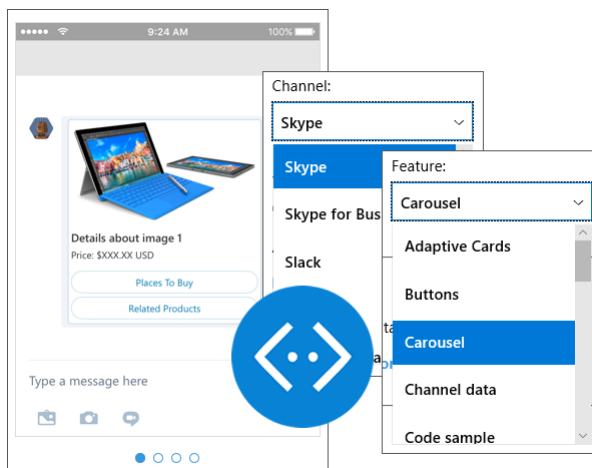 9:24 AM
100%
Details about image 1
Price: $XXX.XX USD
Places To Buy
Related Products
Type a message here
Channel:
Skype
Skype
Skype for Bus
Slack
Feature:
Carousel
Adaptive Cards
Buttons
Carousel
Channel data
Code sample